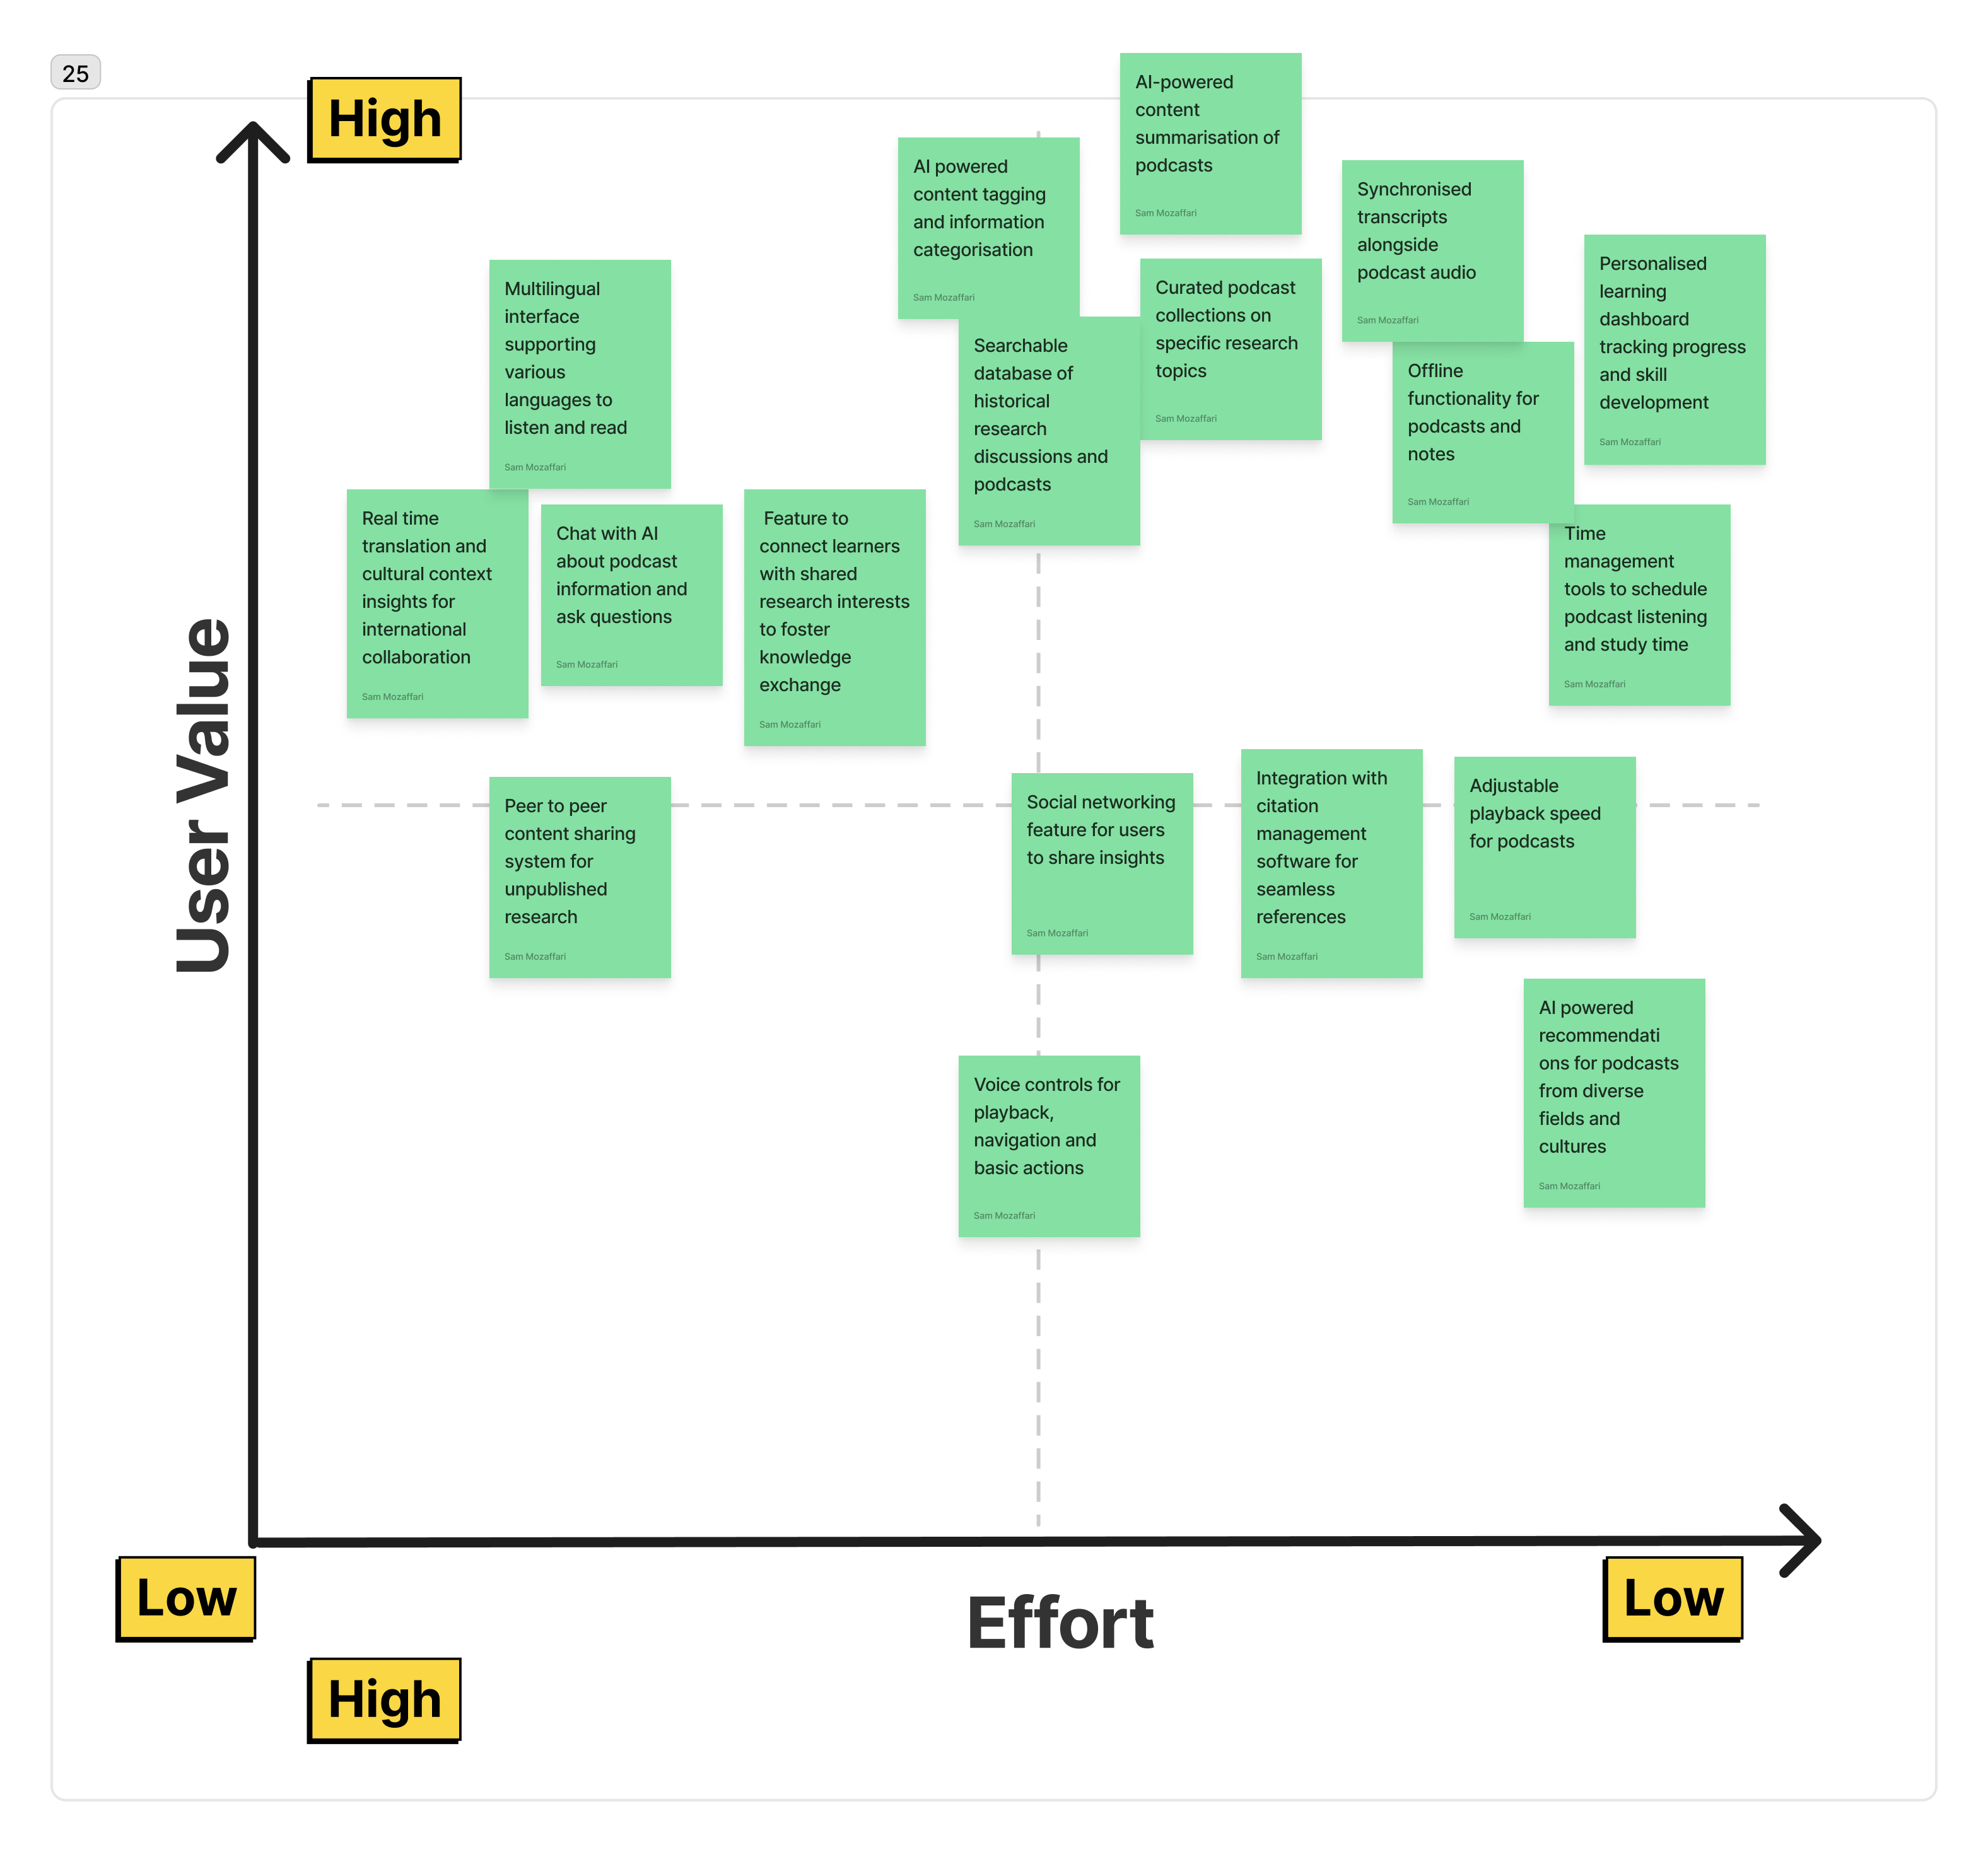 25
High
AI-powered
content
summarisation of
podcasts
Sam Mozaffari
AI powered
content tagging
and information
categorisation
Sam Mozaffari
Synchronised
transcripts
alongside
podcast audio
Sam Mozaffari
Personalised
learning
dashboard
tracking progress
and skill
development
Sam Mozaffari
Multilingual
interface
supporting
various
languages to
listen and read
Sam Mozaffari
Curated podcast
collections on
specific research
topics
Sam Mozaffari
Searchable
database of
historical
research
discussions and
podcasts
Sam Mozaffari
Offline
functionality for
podcasts and
notes
Sam Mozaffari
Real time
translation and
cultural context
insights for
international
collaboration
Sam Mozaffari
Chat with AI
about podcast
information and
ask questions
Sam Mozaffari
Feature to
connect learners
with shared
research interests
to foster
knowledge
exchange
Sam Mozaffari
Time
management
tools to schedule
podcast listening
and study time
Sam Mozaffari
User Value
Peer to peer
content sharing
system for
unpublished
research
Sam Mozaffari
Social networking
feature for users
to share insights
Sam Mozaffari
Integration with
citation
management
software for
seamless
references
Sam Mozaffari
Adjustable
playback speed
for podcasts
Sam Mozaffari
AI powered
recommendati
ons for podcasts
from diverse
fields and
cultures
Sam Mozaffari
Voice controls for
playback,
navigation and
basic actions
Sam Mozaffari
Low
Effort
Low
High